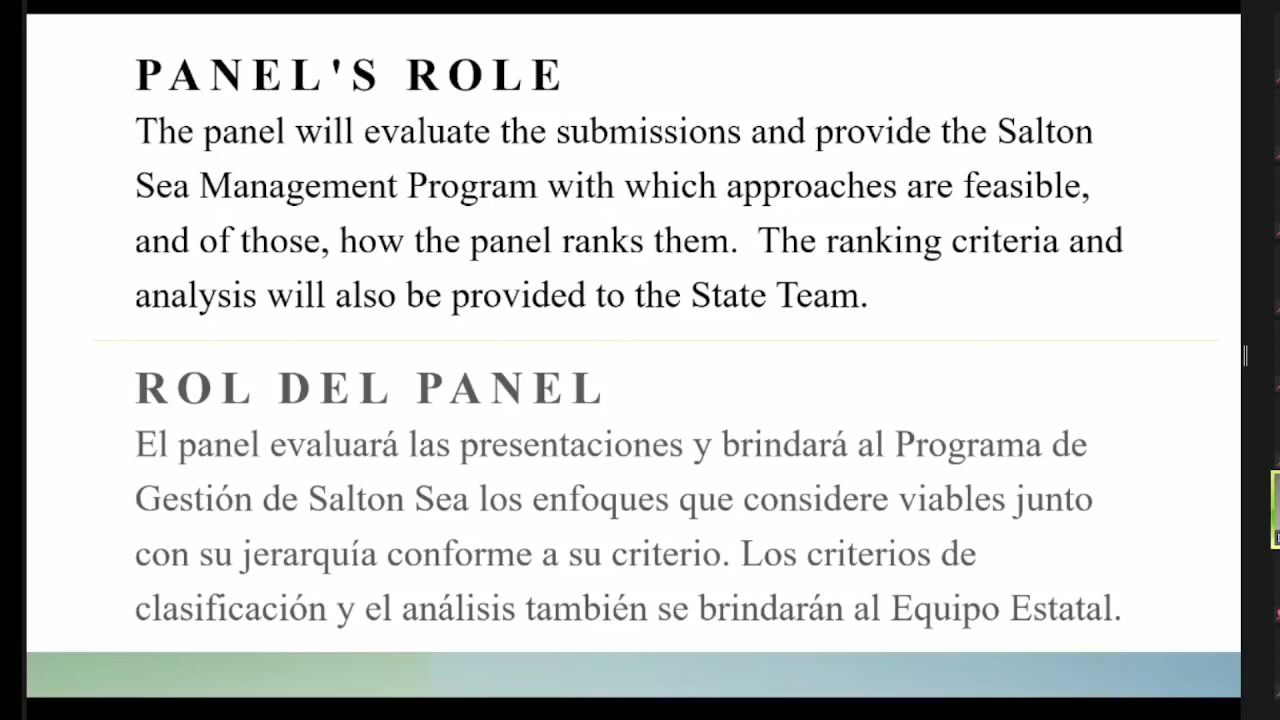 PANEL'S ROLE
The panel will evaluate the submissions and provide the Salton
Sea Management Program with which approaches are feasible,
and of those, how the panel ranks them.  The ranking criteria and
analysis will also be provided to the State Team.
ROL DEL PANEL
El panel evaluará las presentaciones y brindará al Programa de
Gestión de Salton Sea los enfoques que considere viables junto
con su jerarquía conforme a su criterio. Los criterios de
clasificación y el análisis también se brindarán al Equipo Estatal.